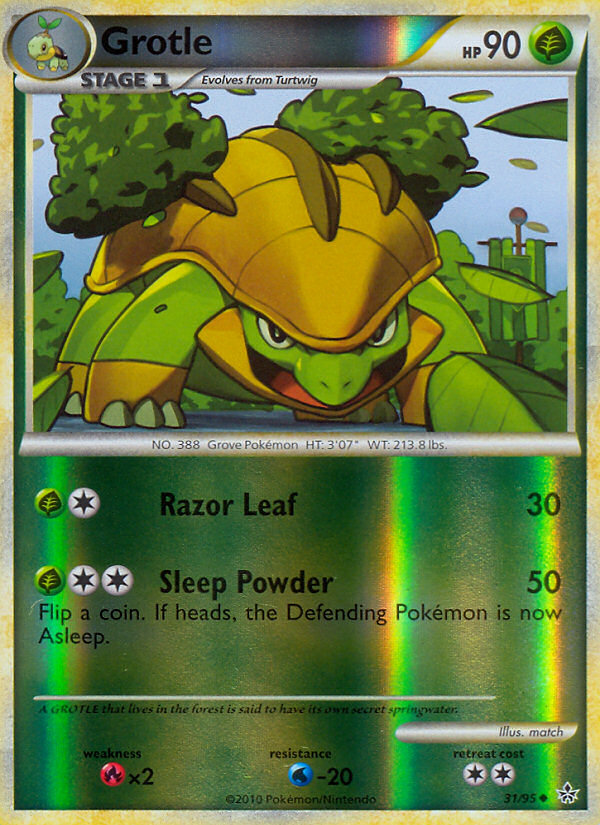 Grotle
HP 90
STAGE 1
Evolves from Turtwig
NO. 388 Grove Pokémon HT: 3'07" WT: 213.8 lbs.
Razor Leaf 30
Sleep Powder 50
Flip a coin. If heads, the Defending Pokémon is now
Asleep.
A GROTLE that lives in the forest is said to have its own secret springwater.
Illus. match
weakness resistance retreat cost
×2 -20
©2010 Pokémon/Nintendo 31/95